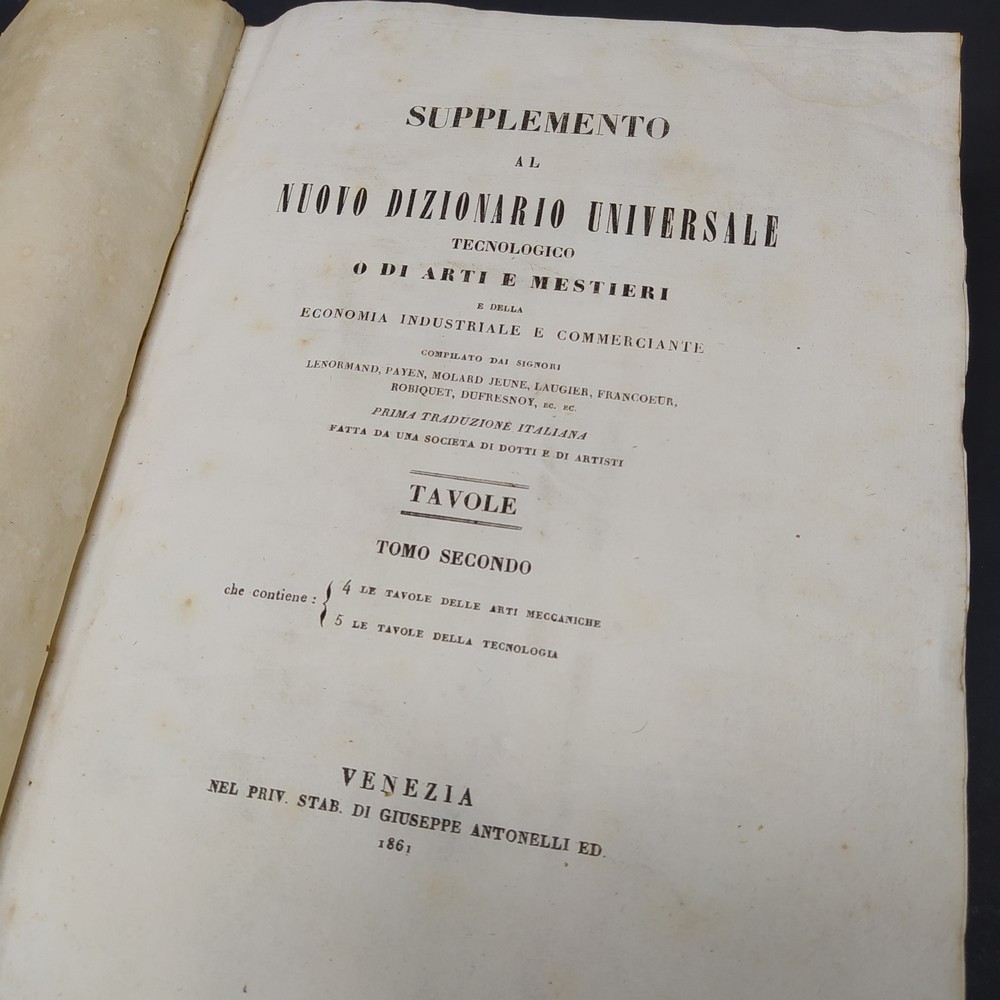 SUPPLEMENTO
AL
NUOVO DIZIONARIO UNIVERSALE
TECNOLOGICO
O DI ARTI E MESTIERI
E DELLA
ECONOMIA INDUSTRIALE E COMMERCIANTE
COMPILATO DAI SIGNORI
LENORMAND, PAYEN, MOLARD JEUNE, LAUGIER, FRANCOEUR,
ROBIQUET, DUFRESNOY, EC. EC.
PRIMA TRADUZIONE ITALIANA
FATTA DA UNA SOCIETA DI DOTTI E DI ARTISTI
TAVOLE
TOMO SECONDO
che contiene : { 4 LE TAVOLE DELLE ARTI MECCANICHE
5 LE TAVOLE DELLA TECNOLOGIA
VENEZIA
NEL PRIV. STAB. DI GIUSEPPE ANTONELLI ED.
1861